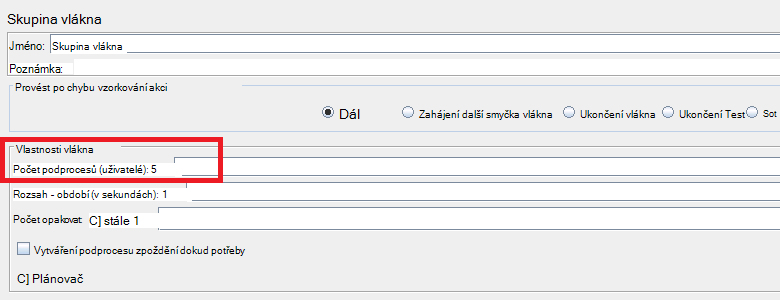 Skupina vlákna
Jméno: Skupina vlákna
Poznámka:
Provést po chybu vzorkování akci
Dál Zahájení další smyčka vlákna Ukončení vlákna Ukončení Test Sot
Vlastnosti vlákna
Počet podprocesů (uživatelé): 5
Rozsah - období (v sekundách): 1
Počet opakovat: C] stále 1
Vytváření podprocesu zpoždění dokud potřeby
C] Plánovač